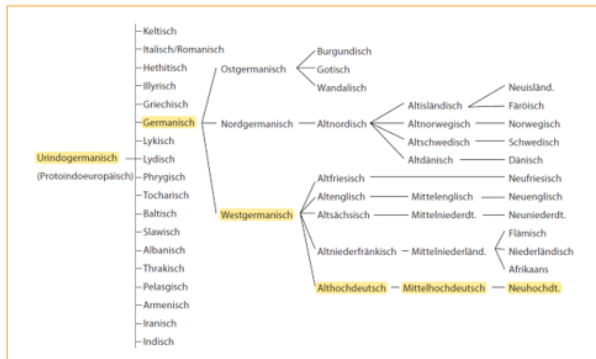 Keltisch
Italisch/Romanisch
Hethitisch
Illyrisch
Griechisch
Germanisch
Lykisch
Urindogermanisch
(Protoindoeuropäisch)
Lydisch
Phrygisch
Tocharisch
Baltisch
Slawisch
Albanisch
Thrakisch
Pelasgisch
Armenisch
Iranisch
Indisch
Ostgermanisch
Burgundisch
Gotisch
Wandalisch
Nordgermanisch
Altnordisch
Altisländisch
Neuisländ.
Färöisch
Altnorwegisch
Norwegisch
Altschwedisch
Schwedisch
Altdänisch
Dänisch
Westgermanisch
Altfriesisch
Neufriesisch
Altenglisch
Mittelenglisch
Neuenglisch
Altsächsisch
Mittelniederdt.
Neuniederdt.
Altniederfränkisch
Mittelniederländ.
Flämisch
Niederländisch
Afrikaans
Althochdeutsch
Mittelhochdeutsch
Neuhochdt.